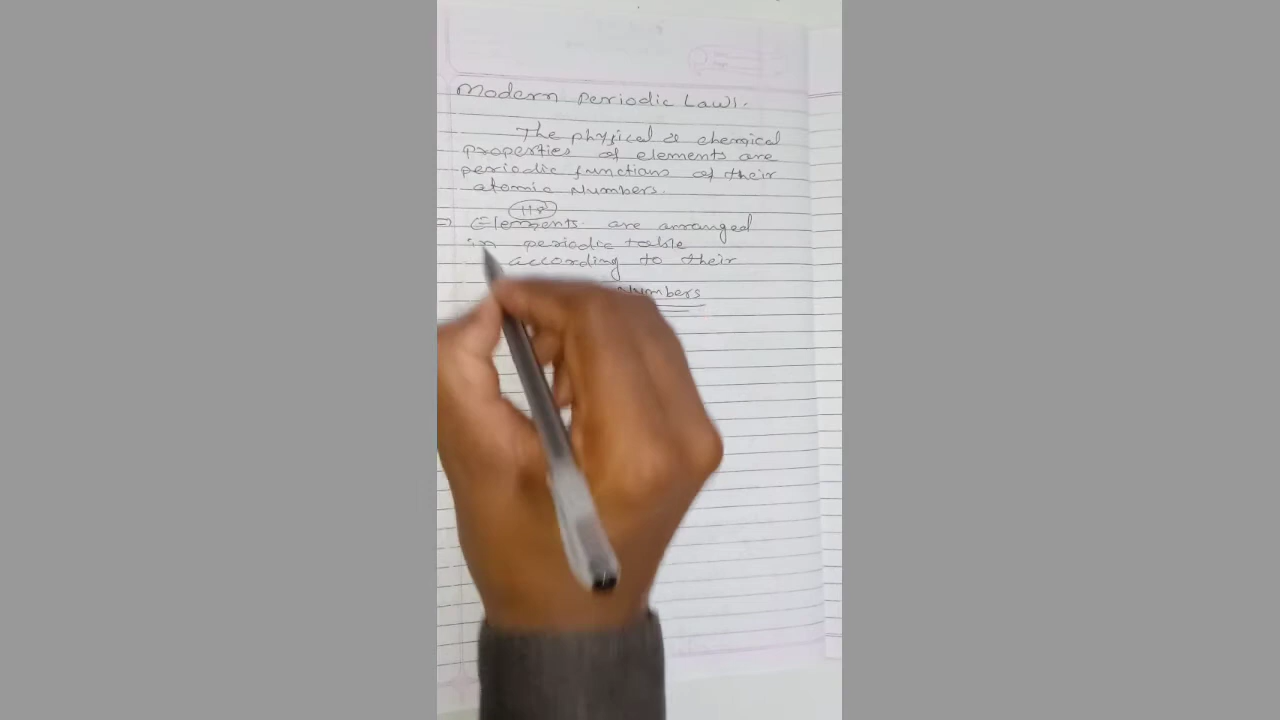 Modern Periodic Law:
The physical & chemical
properties of elements are
periodic functions of their
atomic Numbers.
118
⇒ Elements are arranged
in periodic table
according to their
Numbers